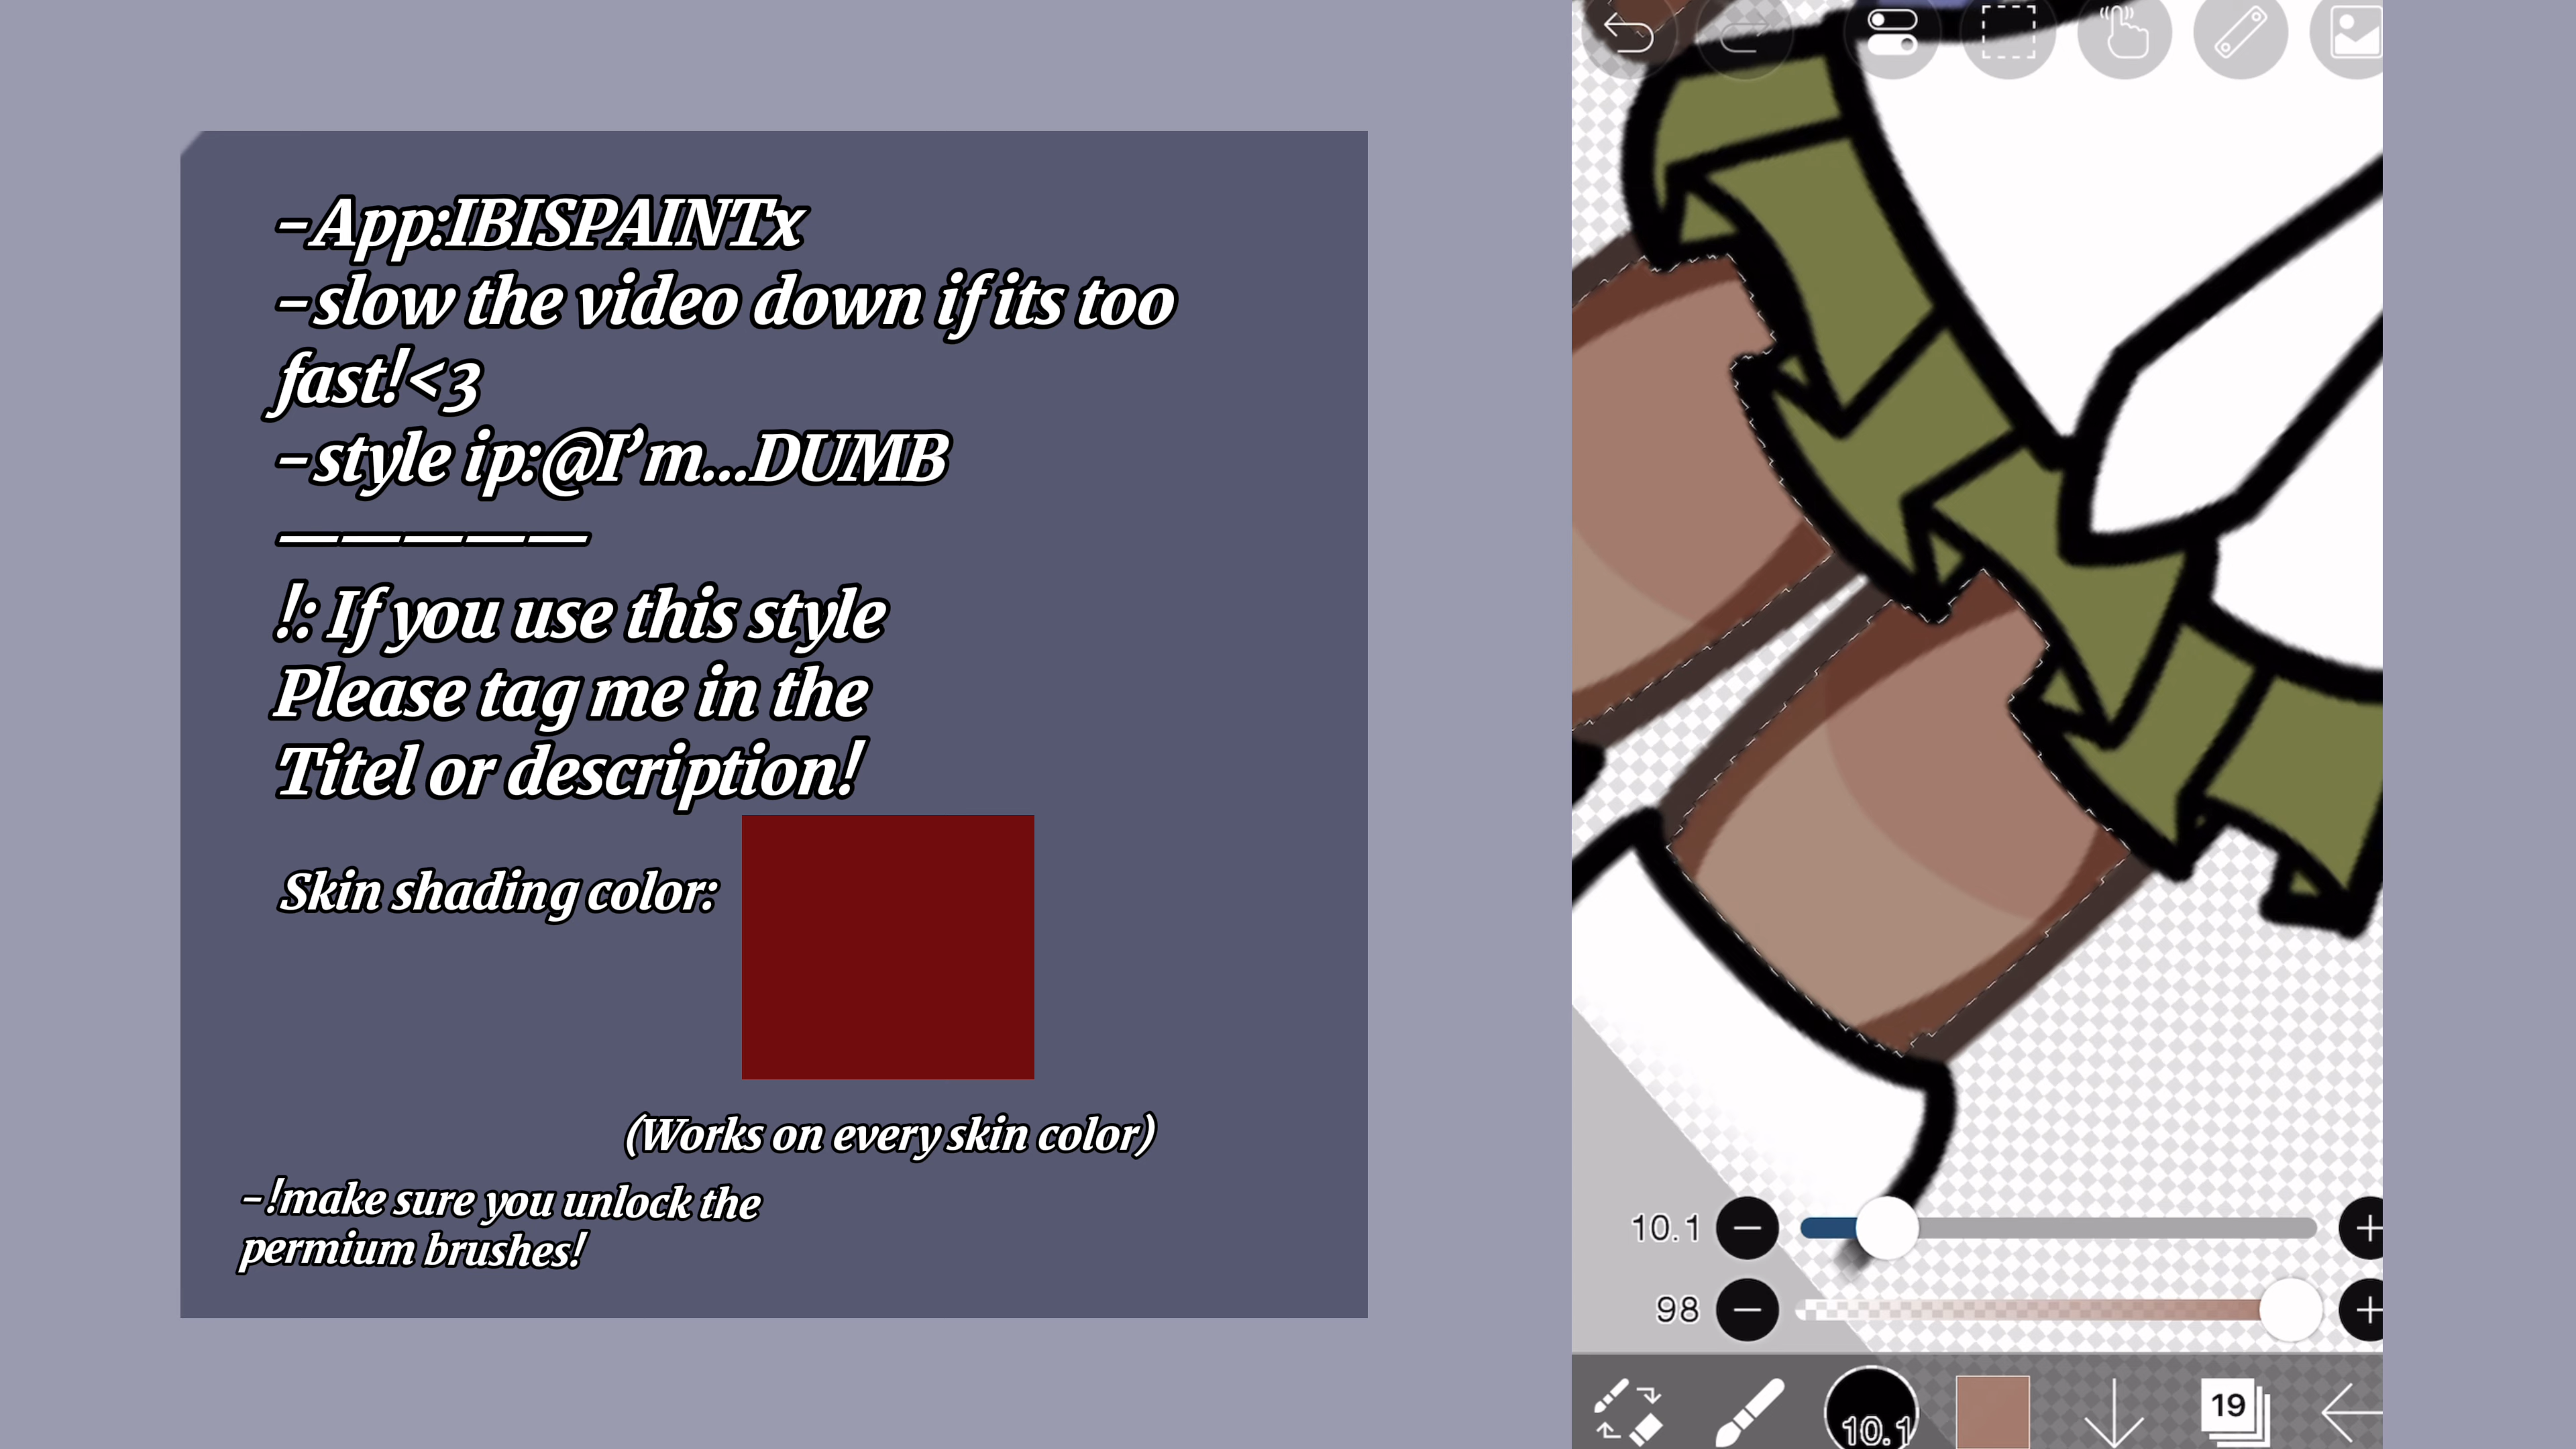 -App:IBISPAINTx
-slow the video down if its too
fast!<3
-style ip:@I'm...DUMB
—————
!: If you use this style
Please tag me in the
Titel or description!
Skin shading color:
(Works on every skin color)
-!make sure you unlock the
permium brushes!
10.1
98
10.1
19